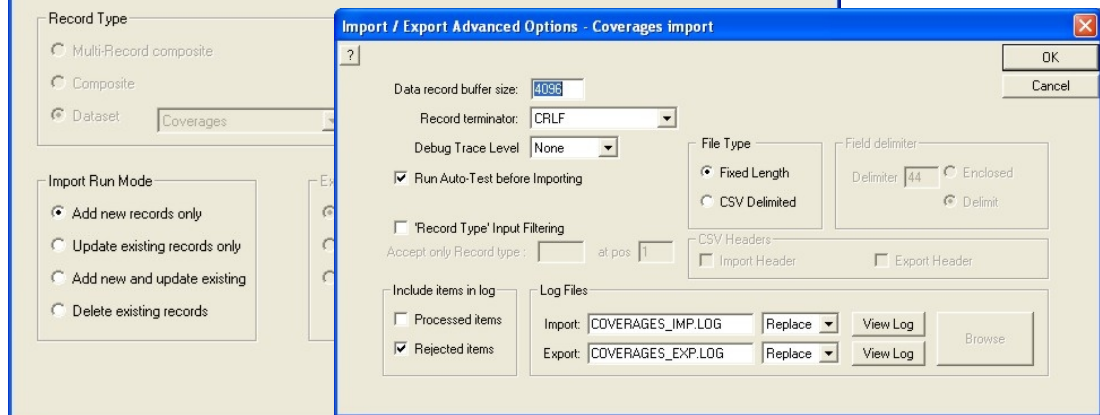 Record Type
Multi-Record composite
Composite
Dataset
Coverages
Import Run Mode
Add new records only
Update existing records only
Add new and update existing
Delete existing records
Ex
Import / Export Advanced Options - Coverages import
?
OK
Cancel
Data record buffer size: 4096
Record terminator: CRLF
Debug Trace Level None
Run Auto-Test before Importing
'Record Type' Input Filtering
Accept only Record type : at pos 1
File Type
Fixed Length
CSV Delimited
Field delimiter
Delimiter 44
Enclosed
Delimit
CSV Headers
Import Header
Export Header
Include items in log
Processed items
Rejected items
Log Files
Import: COVERAGES_IMP.LOG Replace View Log
Export: COVERAGES_EXP.LOG Replace View Log
Browse